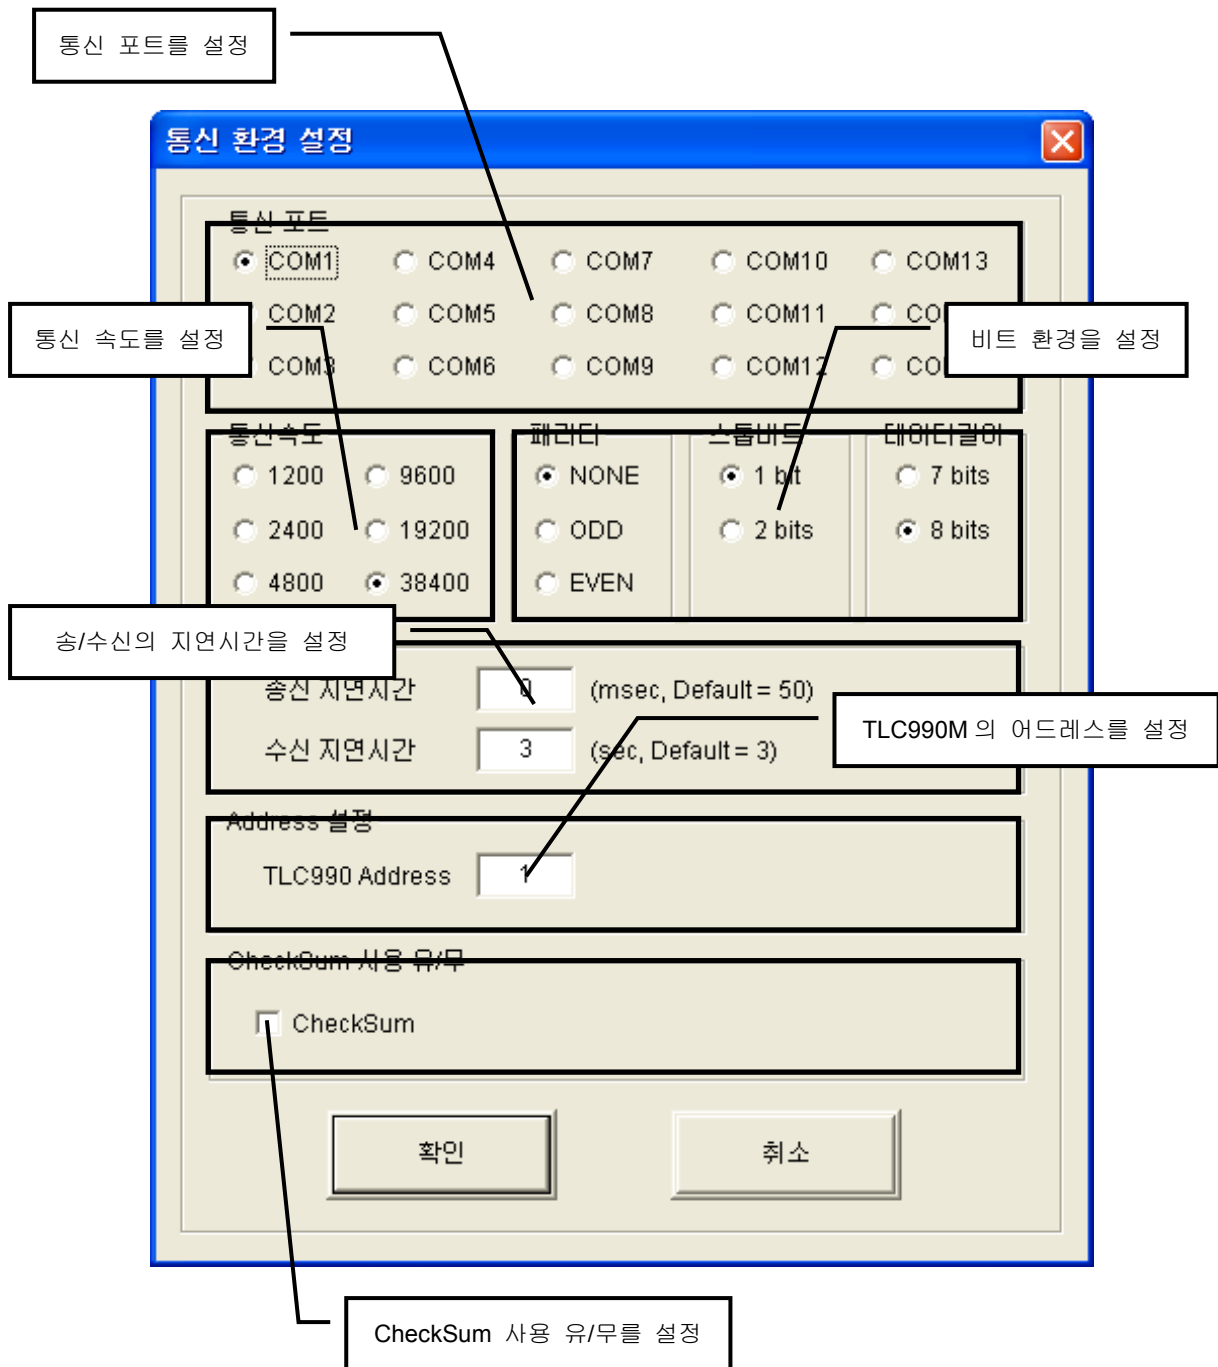 통신 포트를 설정
통신 환경 설정
통신 포트
COM1 COM4 COM7 COM10 COM13
COM2 COM5 COM8 COM11
통신 속도를 설정
비트 환경을 설정
COM3 COM6 COM9 COM12
통신속도 패리티 스톱비트 데이터길이
1200 9600 NONE 1 bit 7 bits
2400 19200 ODD 2 bits 8 bits
4800 38400 EVEN
송/수신의 지연시간을 설정
송신 지연시간 0 (msec, Default = 50)
TLC990M 의 어드레스를 설정
수신 지연시간 3 (sec, Default = 3)
Address 설정
TLC990 Address 1
CheckSum 사용 유/무
CheckSum
확인 취소
CheckSum 사용 유/무를 설정